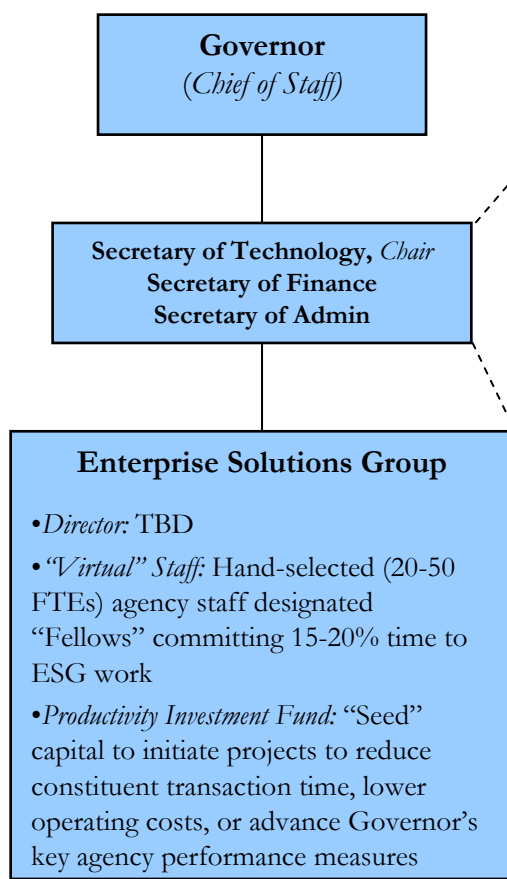 Governor
(Chief of Staff)
Secretary of Technology, Chair
Secretary of Finance
Secretary of Admin
Enterprise Solutions Group
•Director: TBD
•“Virtual” Staff: Hand-selected (20-50
FTEs) agency staff designated
“Fellows” committing 15-20% time to
ESG work
•Productivity Investment Fund: “Seed”
capital to initiate projects to reduce
constituent transaction time, lower
operating costs, or advance Governor’s
key agency performance measures